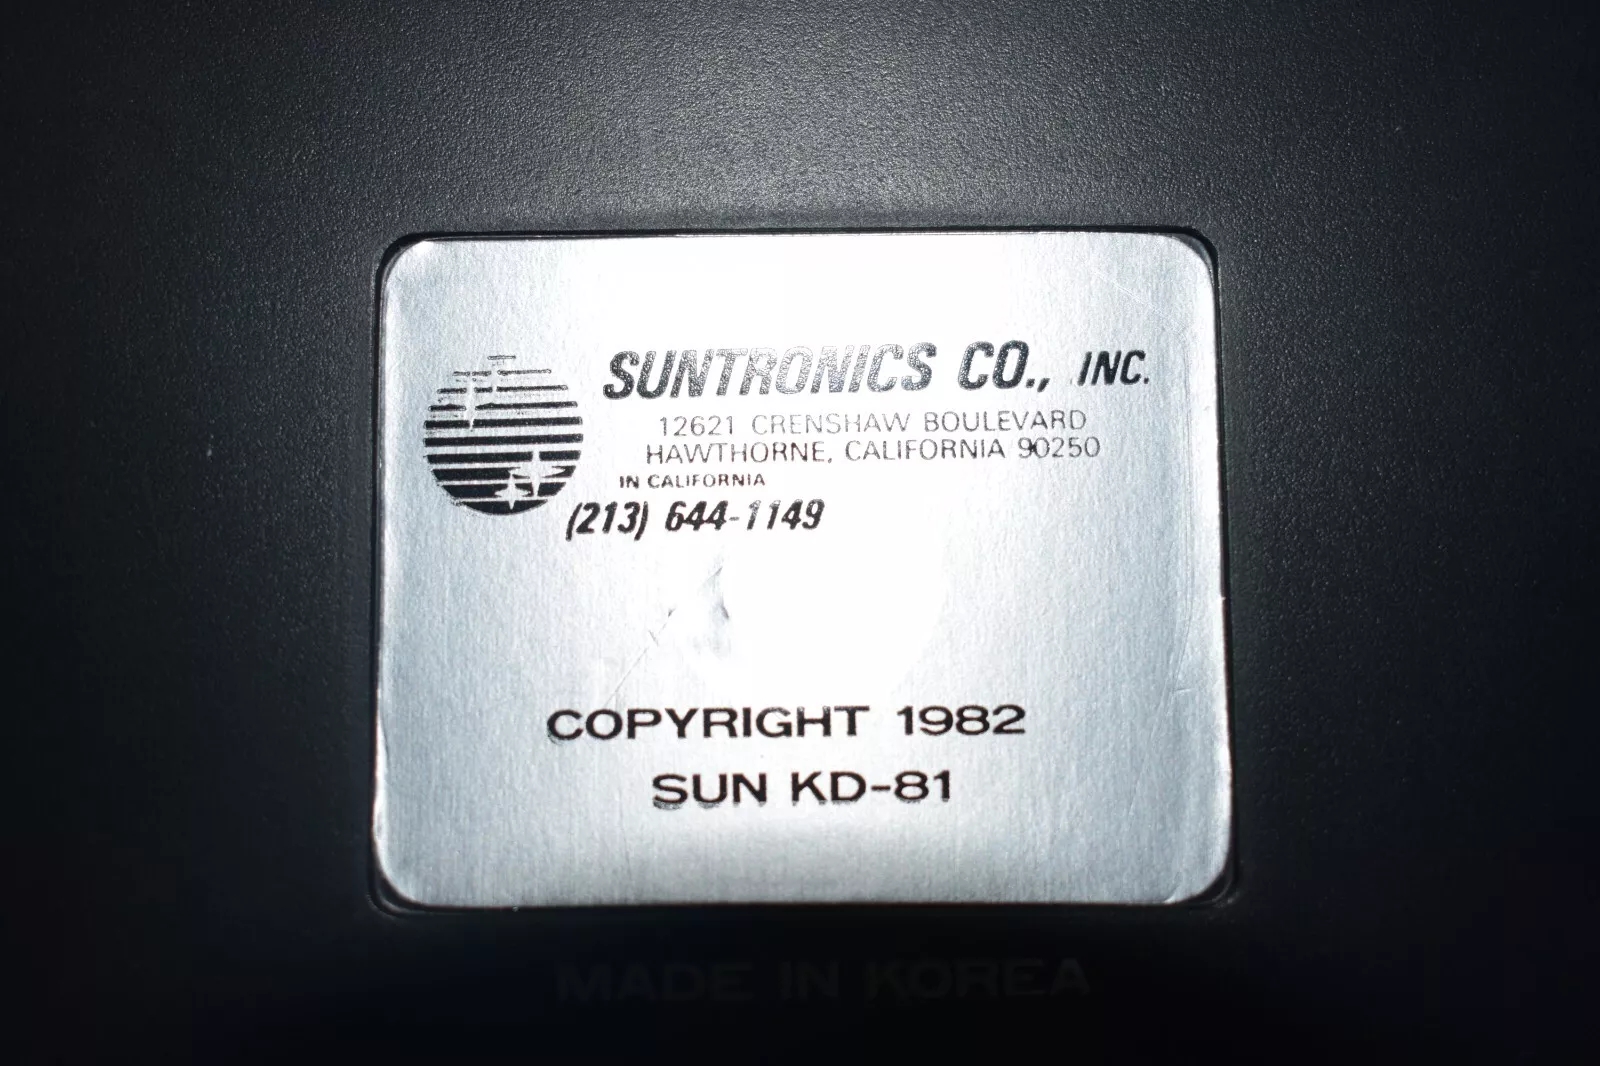 SUNTRONICS CO., INC.
12621 CRENSHAW BOULEVARD
HAWTHORNE, CALIFORNIA 90250
IN CALIFORNIA
(213) 644-1149
COPYRIGHT 1982
SUN KD-81
MADE IN KOREA